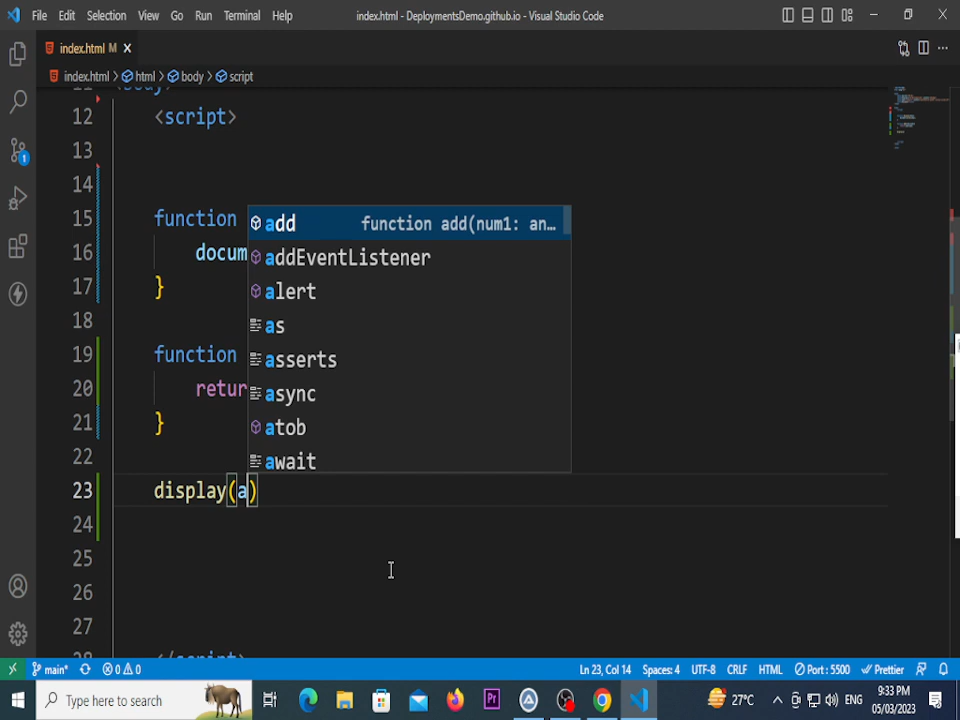 File Edit Selection View Go Run Terminal Help index.html - DeploymentsDemo.github.io - Visual Studio Code
index.html M
index.html > html > body > script
12 <script>
13
14
15 function add function add(num1: an…
16 docum addEventListener
17 } alert
18 as
19 function asserts
20 retur async
21 } atob
22 await
23 display(a)
24
25
26
27
28 </script>
main* 0 0 Ln 23, Col 14 Spaces: 4 UTF-8 CRLF HTML Port : 5500 Prettier
Type here to search 27°C ENG 9:33 PM
05/03/2023